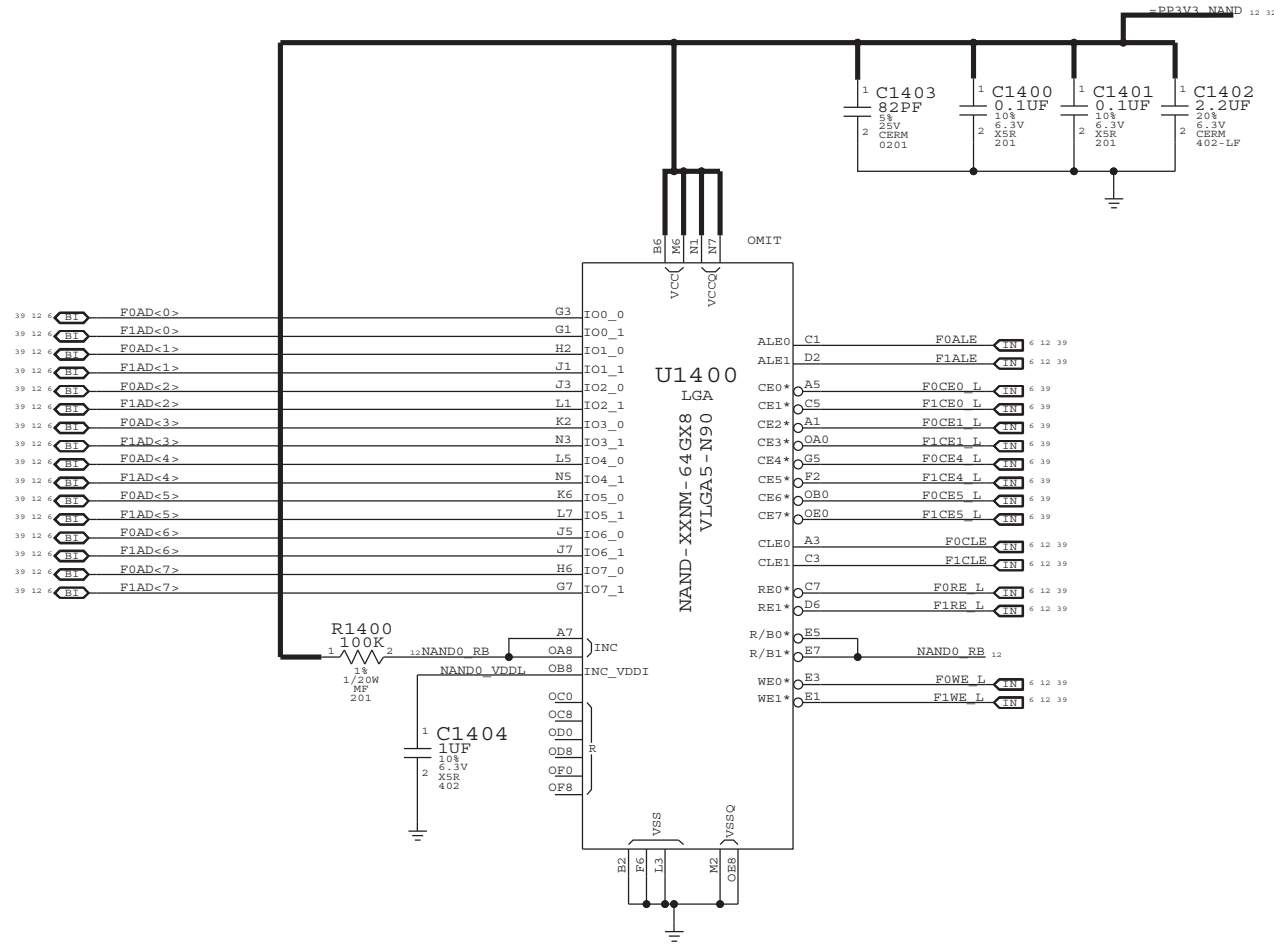 =PP3V3_NAND 12 32
1 C1403
82PF
5%
25V
CERM
2 0201
1 C1400
0.1UF
10%
6.3V
X5R
2 201
1 C1401
0.1UF
10%
6.3V
X5R
2 201
1 C1402
2.2UF
20%
6.3V
CERM
2 402-LF
B6 M6 N1 N7
OMIT
VCC VCCQ
39 12 6 BI F0AD<0> G3 IO0_0
39 12 6 BI F1AD<0> G1 IO0_1
39 12 6 BI F0AD<1> H2 IO1_0
39 12 6 BI F1AD<1> J1 IO1_1
39 12 6 BI F0AD<2> J3 IO2_0
39 12 6 BI F1AD<2> L1 IO2_1
39 12 6 BI F0AD<3> K2 IO3_0
39 12 6 BI F1AD<3> N3 IO3_1
39 12 6 BI F0AD<4> L5 IO4_0
39 12 6 BI F1AD<4> N5 IO4_1
39 12 6 BI F0AD<5> K6 IO5_0
39 12 6 BI F1AD<5> L7 IO5_1
39 12 6 BI F0AD<6> J5 IO6_0
39 12 6 BI F1AD<6> J7 IO6_1
39 12 6 BI F0AD<7> H6 IO7_0
39 12 6 BI F1AD<7> G7 IO7_1
U1400
LGA
NAND-XXNM-64GX8
VLGA5-N90
ALE0 C1 F0ALE IN 6 12 39
ALE1 D2 F1ALE IN 6 12 39
CE0* A5 F0CE0_L IN 6 39
CE1* C5 F1CE0_L IN 6 39
CE2* A1 F0CE1_L IN 6 39
CE3* OA0 F1CE1_L IN 6 39
CE4* G5 F0CE4_L IN 6 39
CE5* F2 F1CE4_L IN 6 39
CE6* OB0 F0CE5_L IN 6 39
CE7* OE0 F1CE5_L IN 6 39
CLE0 A3 F0CLE IN 6 12 39
CLE1 C3 F1CLE IN 6 12 39
RE0* C7 F0RE_L IN 6 12 39
RE1* D6 F1RE_L IN 6 12 39
R/B0* E5
R/B1* E7 NAND0_RB 12
WE0* E3 F0WE_L IN 6 12 39
WE1* E1 F1WE_L IN 6 12 39
R1400
100K
1 2
1%
1/20W
MF
201
12 NAND0_RB
A7
OA8
INC
NAND0_VDDL OB8 INC_VDDI
OC0
OC8
OD0
OD8
OF0
OF8
R
1 C1404
1UF
10%
6.3V
2 X5R
402
VSS VSSQ
B2 F6 L3 M2 OE8